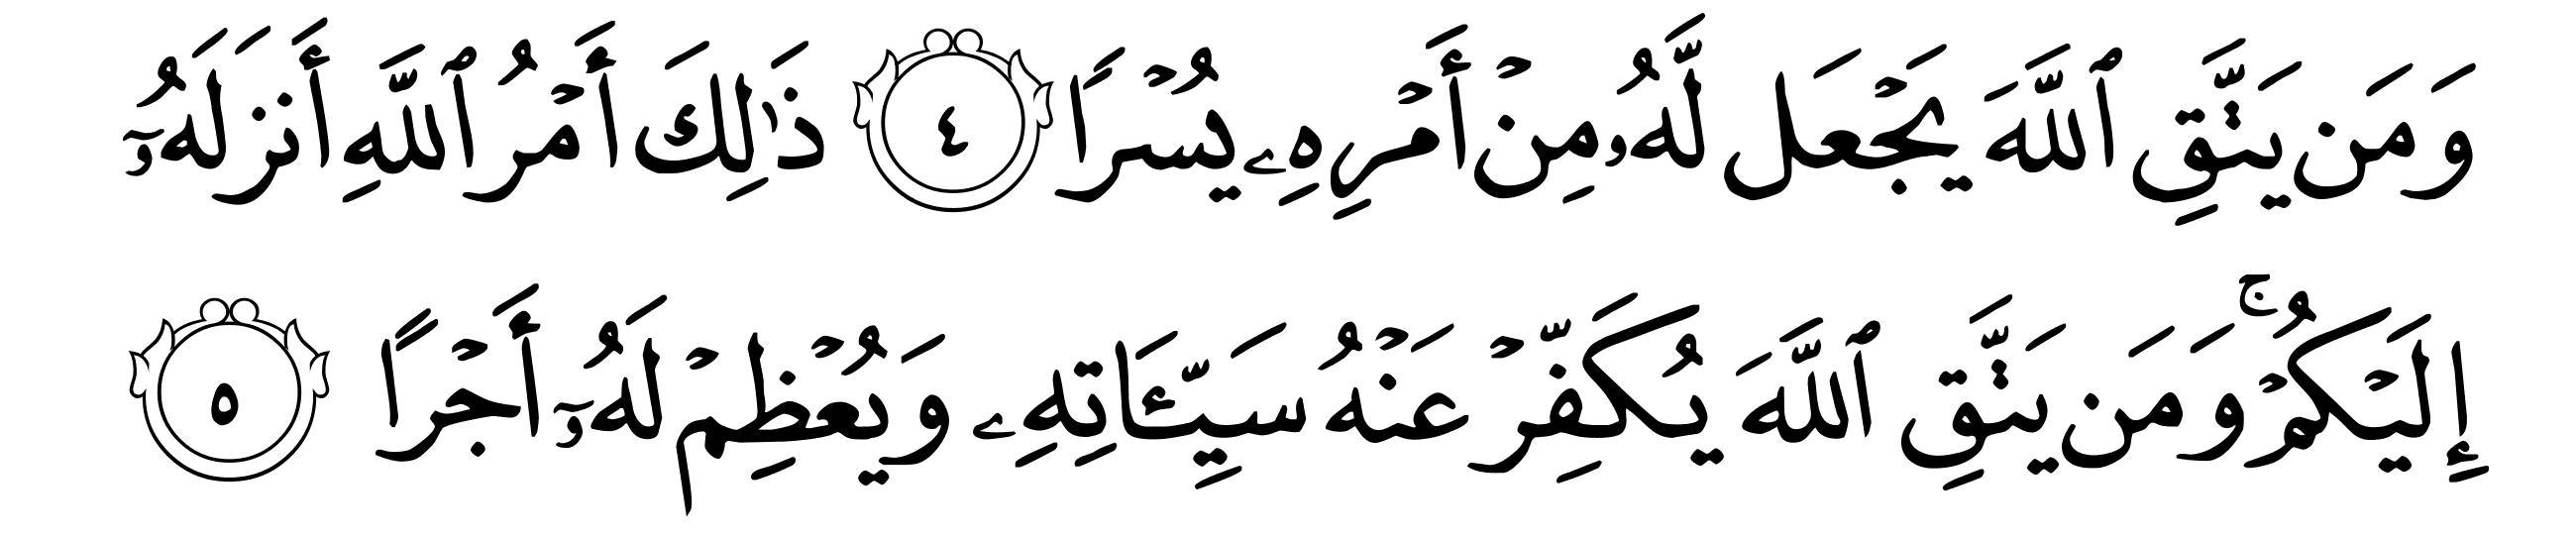 وَمَن يَتَّقِ ٱللَّهَ يَجْعَل لَّهُۥ مِنْ أَمْرِهِۦ يُسْرًا ٤ ذَٰلِكَ أَمْرُ ٱللَّهِ أَنزَلَهُۥٓ
إِلَيْكُمْ ۚ وَمَن يَتَّقِ ٱللَّهَ يُكَفِّرْ عَنْهُ سَيِّـَٔاتِهِۦ وَيُعْظِمْ لَهُۥٓ أَجْرًا ٥